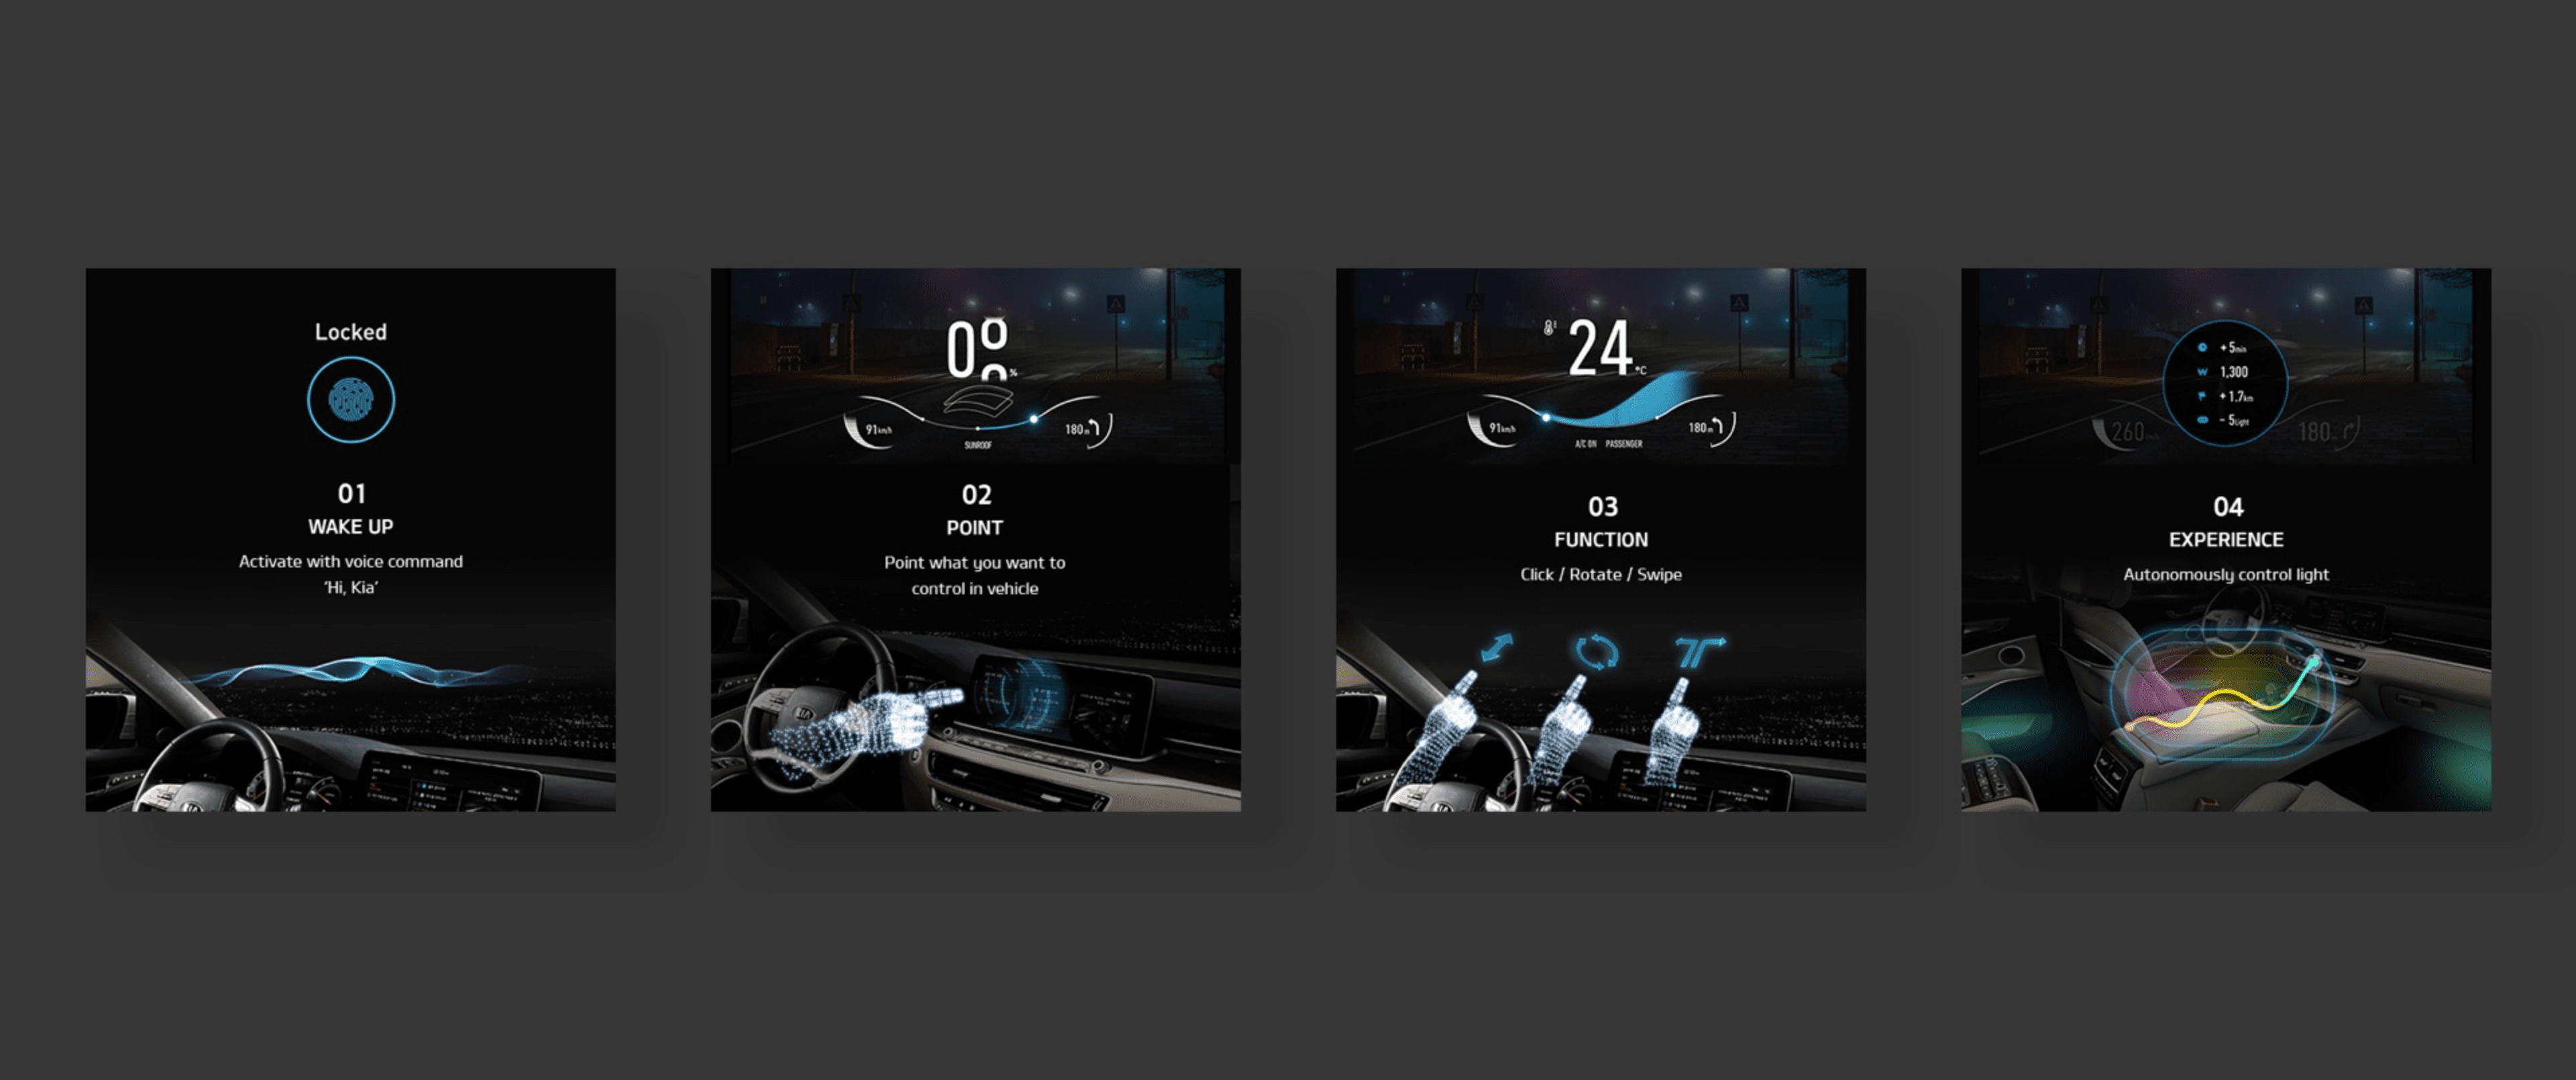 Locked
01
WAKE UP
Activate with voice command
'Hi, Kia'
%
91km/h
180m
SUNROOF
02
POINT
Point what you want to
control in vehicle
24°C
91km/h
180m
A/C ON PASSENGER
03
FUNCTION
Click / Rotate / Swipe
+5min
1,300
+1.7km
-5Light
260
180
04
EXPERIENCE
Autonomously control light